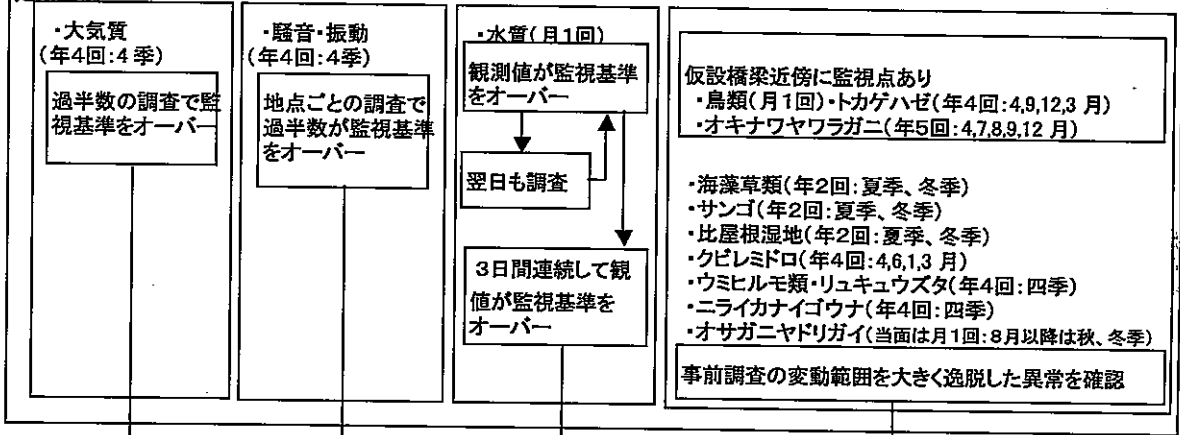 ・大気質
(年4回:4季)
過半数の調査で監
視基準をオーバー
・騒音・振動
(年4回:4季)
地点ごとの調査で
過半数が監視基準
をオーバー
・水質(月1回)
観測値が監視基準
をオーバー
翌日も調査
3日間連続して観
値が監視基準を
オーバー
仮設橋梁近傍に監視点あり
・鳥類(月1回)・トカゲハゼ(年4回:4,9,12,3 月)
・オキナワヤワラガニ(年5回:4,7,8,9,12 月)
・海藻草類(年2回:夏季、冬季)
・サンゴ(年2回:夏季、冬季)
・比屋根湿地(年2回:夏季、冬季)
・クビレミドロ(年4回:4,6,1,3 月)
・ウミヒルモ類・リュキュウズタ(年4回:四季)
・ニライカナイゴウナ(年4回:四季)
・オサガニヤドリガイ(当面は月1回:8月以降は秋、冬季)
事前調査の変動範囲を大きく逸脱した異常を確認